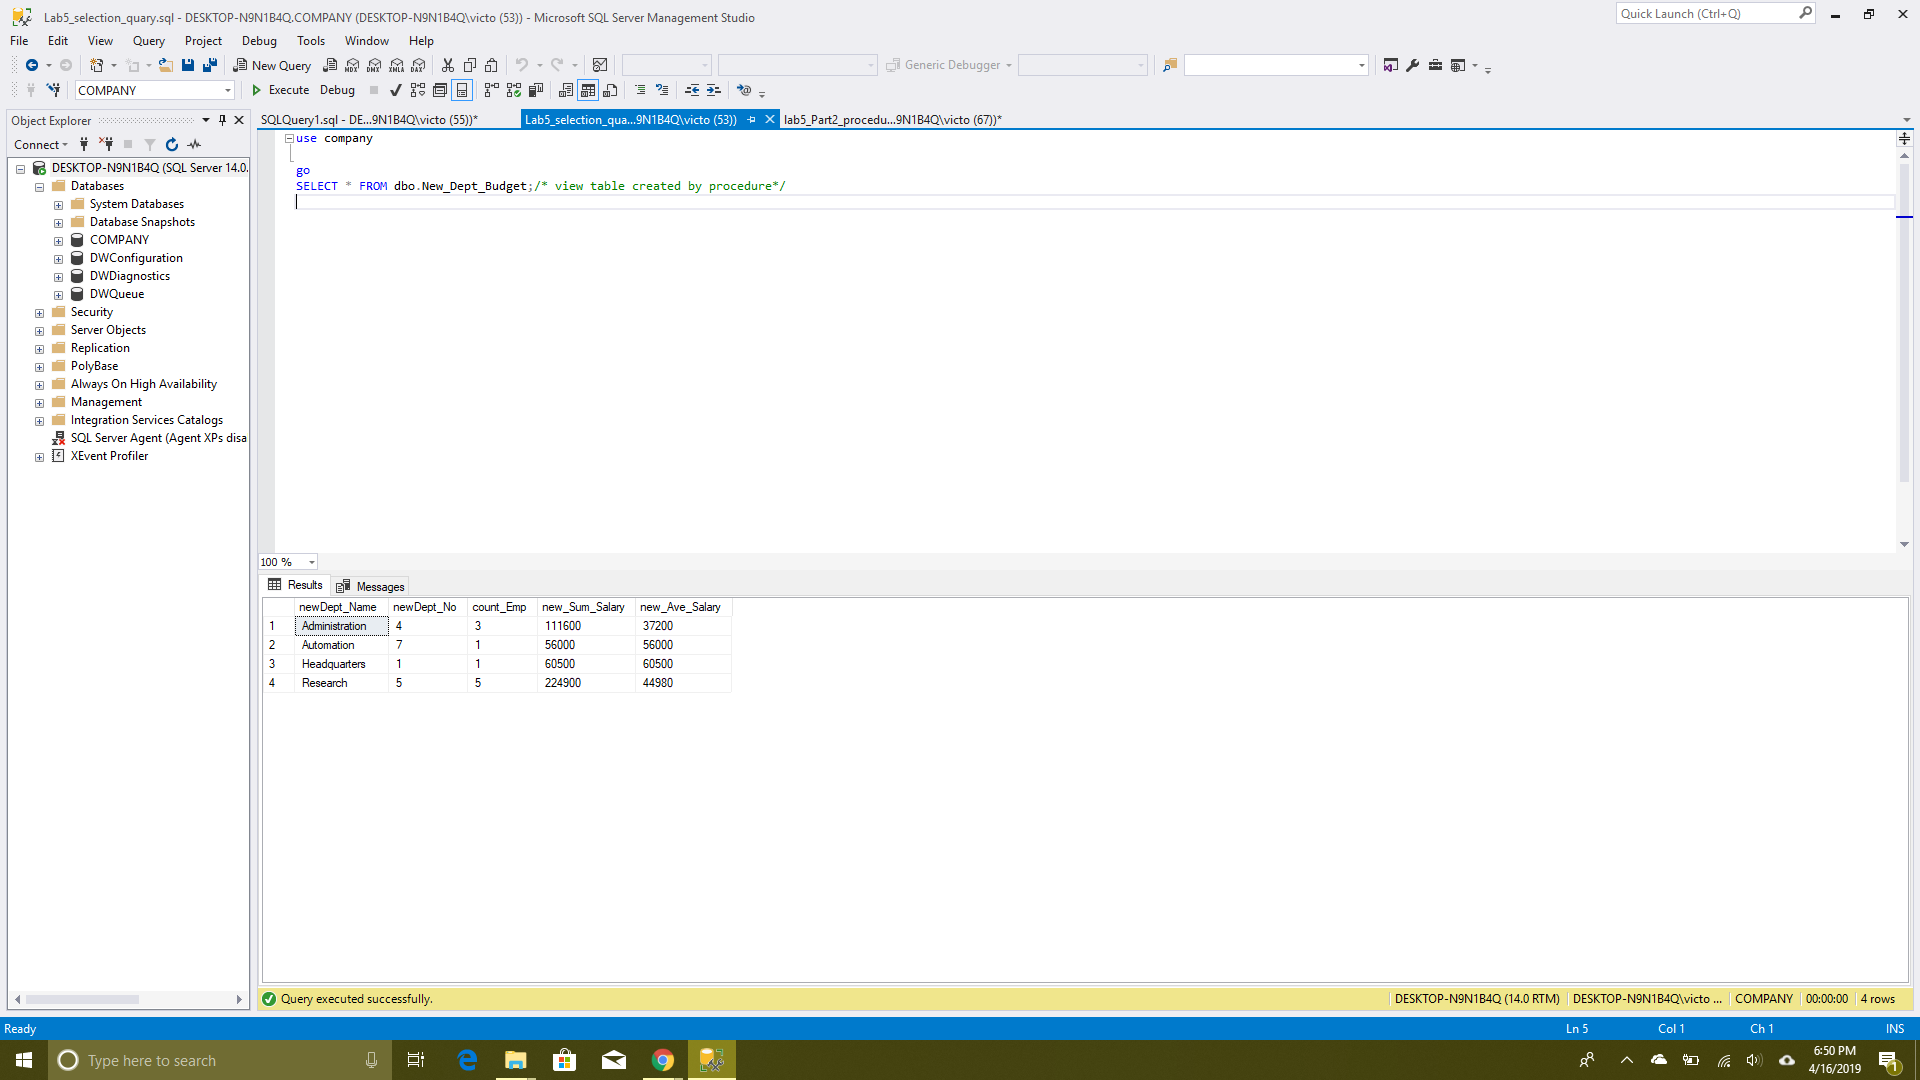 Lab5_selection_quary.sql - DESKTOP-N9N1B4Q.COMPANY (DESKTOP-N9N1B4Q\victo (53)) - Microsoft SQL Server Management Studio
Quick Launch (Ctrl+Q)
File Edit View Query Project Debug Tools Window Help
New Query MDX DMX XMLA DAX Generic Debugger
COMPANY Execute Debug
Object Explorer
SQLQuery1.sql - DE...9N1B4Q\victo (55))* Lab5_selection_qua...9N1B4Q\victo (53)) lab5_Part2_procedu...9N1B4Q\victo (67))*
Connect
DESKTOP-N9N1B4Q (SQL Server 14.0.
Databases
System Databases
Database Snapshots
COMPANY
DWConfiguration
DWDiagnostics
DWQueue
Security
Server Objects
Replication
PolyBase
Always On High Availability
Management
Integration Services Catalogs
SQL Server Agent (Agent XPs disa
XEvent Profiler
use company
go
SELECT * FROM dbo.New_Dept_Budget;/* view table created by procedure*/
100 %
Results Messages
newDept_Name newDept_No count_Emp new_Sum_Salary new_Ave_Salary
1 Administration 4 3 111600 37200
2 Automation 7 1 56000 56000
3 Headquarters 1 1 60500 60500
4 Research 5 5 224900 44980
Query executed successfully. DESKTOP-N9N1B4Q (14.0 RTM) DESKTOP-N9N1B4Q\victo ... COMPANY 00:00:00 4 rows
Ready Ln 5 Col 1 Ch 1 INS
Type here to search
6:50 PM
4/16/2019
1